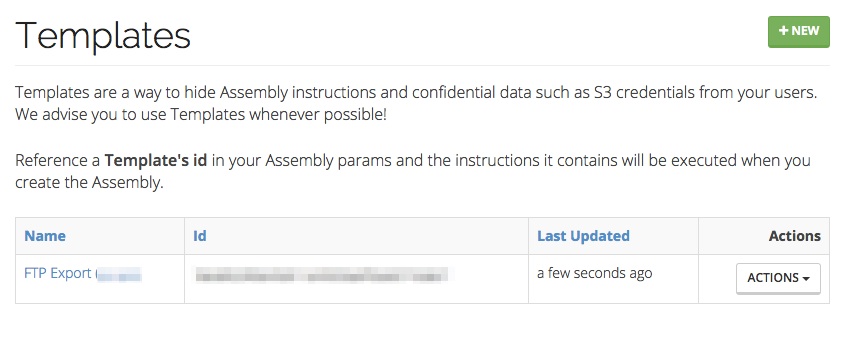 Templates
+ NEW
Templates are a way to hide Assembly instructions and confidential data such as S3 credentials from your users.
We advise you to use Templates whenever possible!
Reference a Template's id in your Assembly params and the instructions it contains will be executed when you
create the Assembly.
Name Id Last Updated Actions
FTP Export ( a few seconds ago ACTIONS